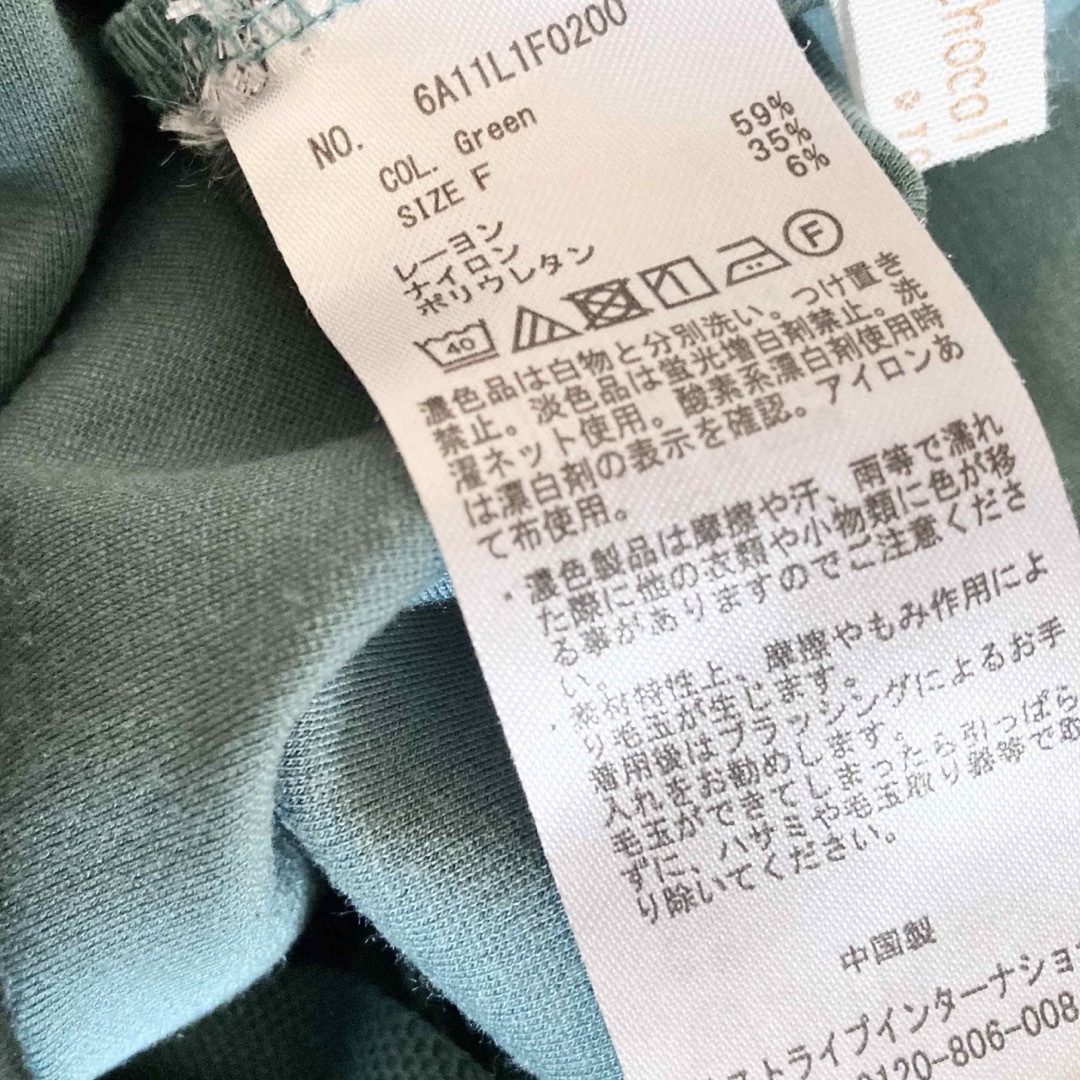 NO. 6A11L1F0200
COL. Green
SIZE F
レーヨン 59%
ナイロン 35%
ポリウレタン 6%
40
F
濃色品は白物と分別洗い。つけ置き
禁止。淡色品は蛍光増白剤禁止。洗
濯ネット使用。酸素系漂白剤使用時
は漂白剤の表示を確認。アイロンあ
て布使用。
・濃色製品は摩擦や汗、雨等で濡れ
た際に他の衣類や小物類に色が移
る事がありますのでご注意くださ
い。
・素材特性上、摩擦やもみ作用によ
り毛玉が生じます。
着用後はブラッシングによるお手
入れをお勧めします。
毛玉ができてしまったら引っぱら
ずに、ハサミや毛玉取り器等で取
り除いてください。
中国製
ストライプインターナショナ
0120-806-008
chocol